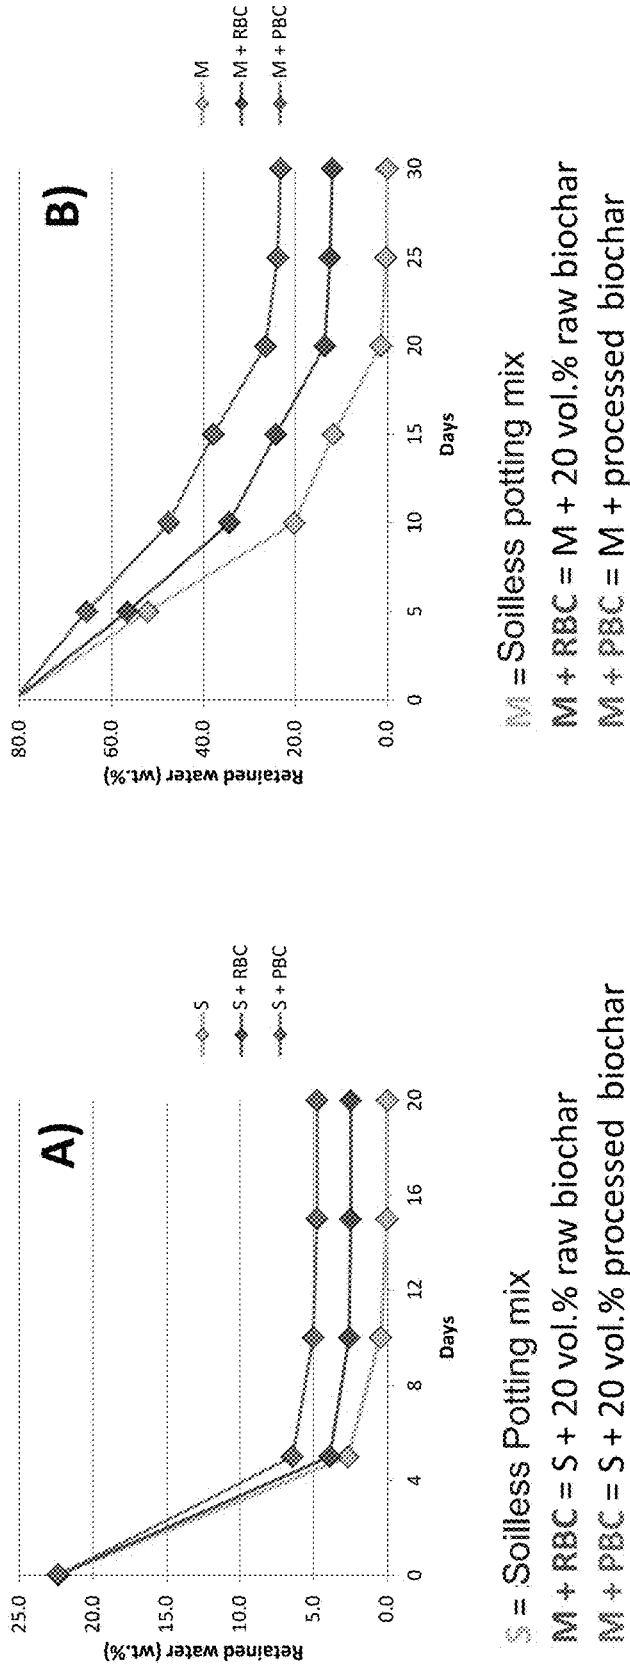 A)
25.0
20.0
15.0
10.0
5.0
0.0
Retained water (wt.%)
0 4 8 12 16 20
Days
S
S + RBC
S + PBC
S = Soilless Potting mix
M + RBC = S + 20 vol.% raw biochar
M + PBC = S + 20 vol.% processed biochar
B)
80.0
60.0
40.0
20.0
0.0
Retained water (wt.%)
0 5 10 15 20 25 30
Days
M
M + RBC
M + PBC
M = Soilless potting mix
M + RBC = M + 20 vol.% raw biochar
M + PBC = M + processed biochar